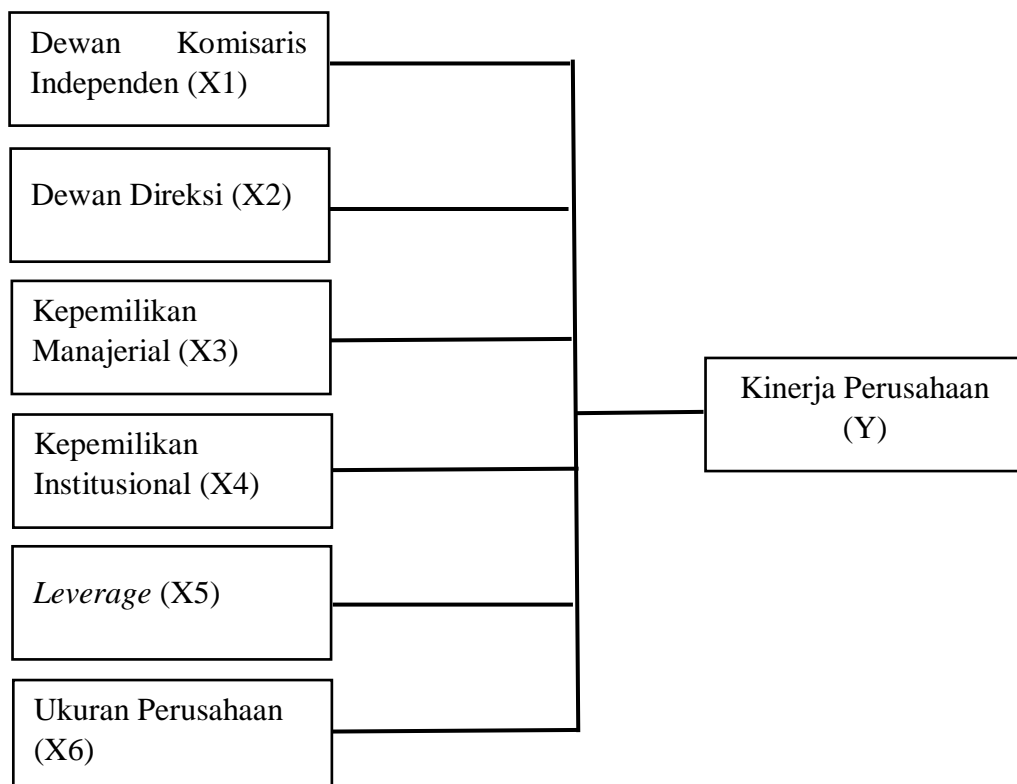 Dewan Komisaris
Independen (X1)
Dewan Direksi (X2)
Kepemilikan
Manajerial (X3)
Kepemilikan
Institusional (X4)
Leverage (X5)
Ukuran Perusahaan
(X6)
Kinerja Perusahaan
(Y)